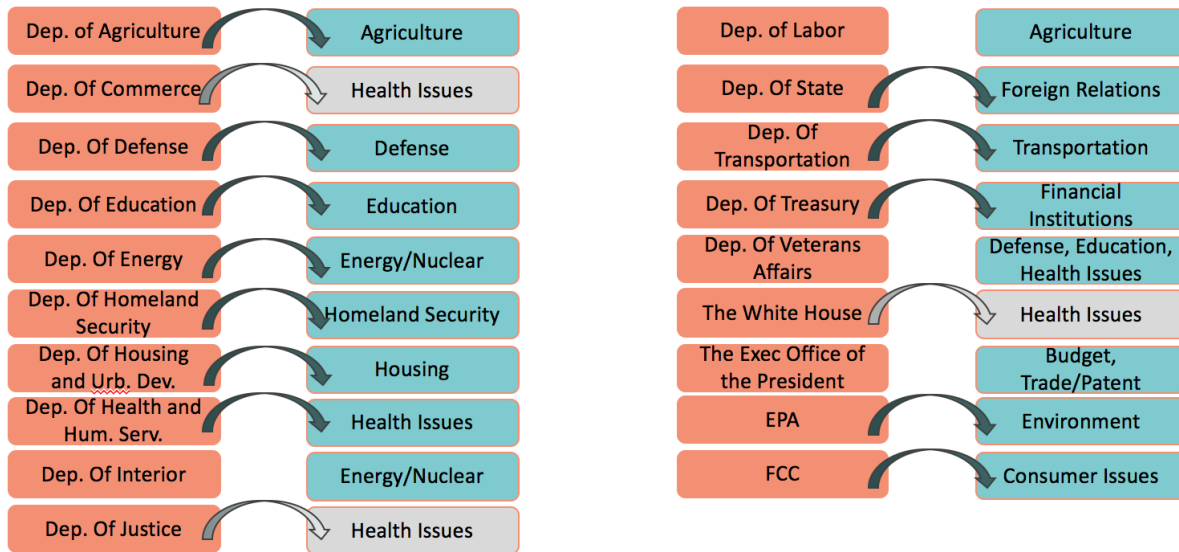 Dep. of Agriculture
Agriculture
Dep. Of Commerce
Health Issues
Dep. Of Defense
Defense
Dep. Of Education
Education
Dep. Of Energy
Energy/Nuclear
Dep. Of Homeland
Security
Homeland Security
Dep. Of Housing
and Urb. Dev.
Housing
Dep. Of Health and
Hum. Serv.
Health Issues
Dep. Of Interior
Energy/Nuclear
Dep. Of Justice
Health Issues
Dep. of Labor
Agriculture
Dep. Of State
Foreign Relations
Dep. Of
Transportation
Transportation
Dep. Of Treasury
Financial
Institutions
Dep. Of Veterans
Affairs
Defense, Education,
Health Issues
The White House
Health Issues
The Exec Office of
the President
Budget,
Trade/Patent
EPA
Environment
FCC
Consumer Issues